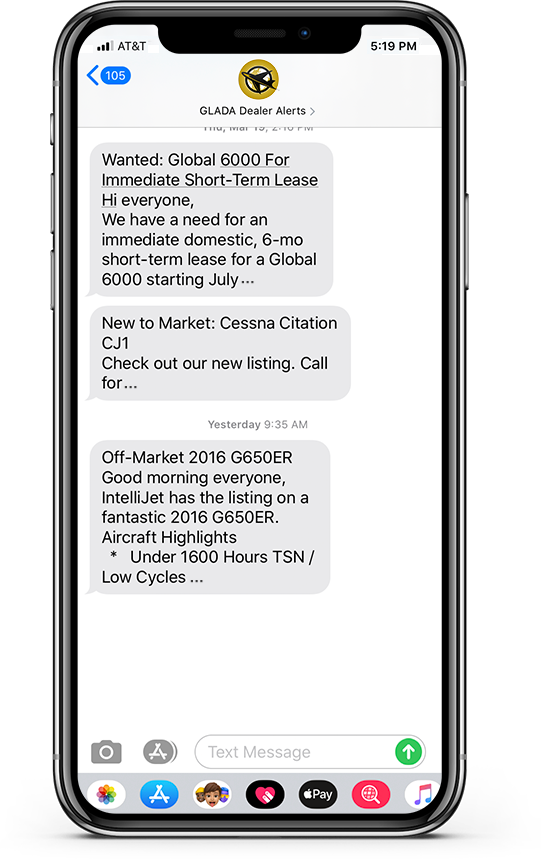 AT&T
5:19 PM
105
GLADA Dealer Alerts >
Thu, Mar 19, 2:16 PM
Wanted: Global 6000 For
Immediate Short-Term Lease
Hi everyone,
We have a need for an
immediate domestic, 6-mo
short-term lease for a Global
6000 starting July...
New to Market: Cessna Citation
CJ1
Check out our new listing. Call
for...
Yesterday 9:35 AM
Off-Market 2016 G650ER
Good morning everyone,
IntelliJet has the listing on a
fantastic 2016 G650ER.
Aircraft Highlights
* Under 1600 Hours TSN /
Low Cycles ...
Text Message
Pay